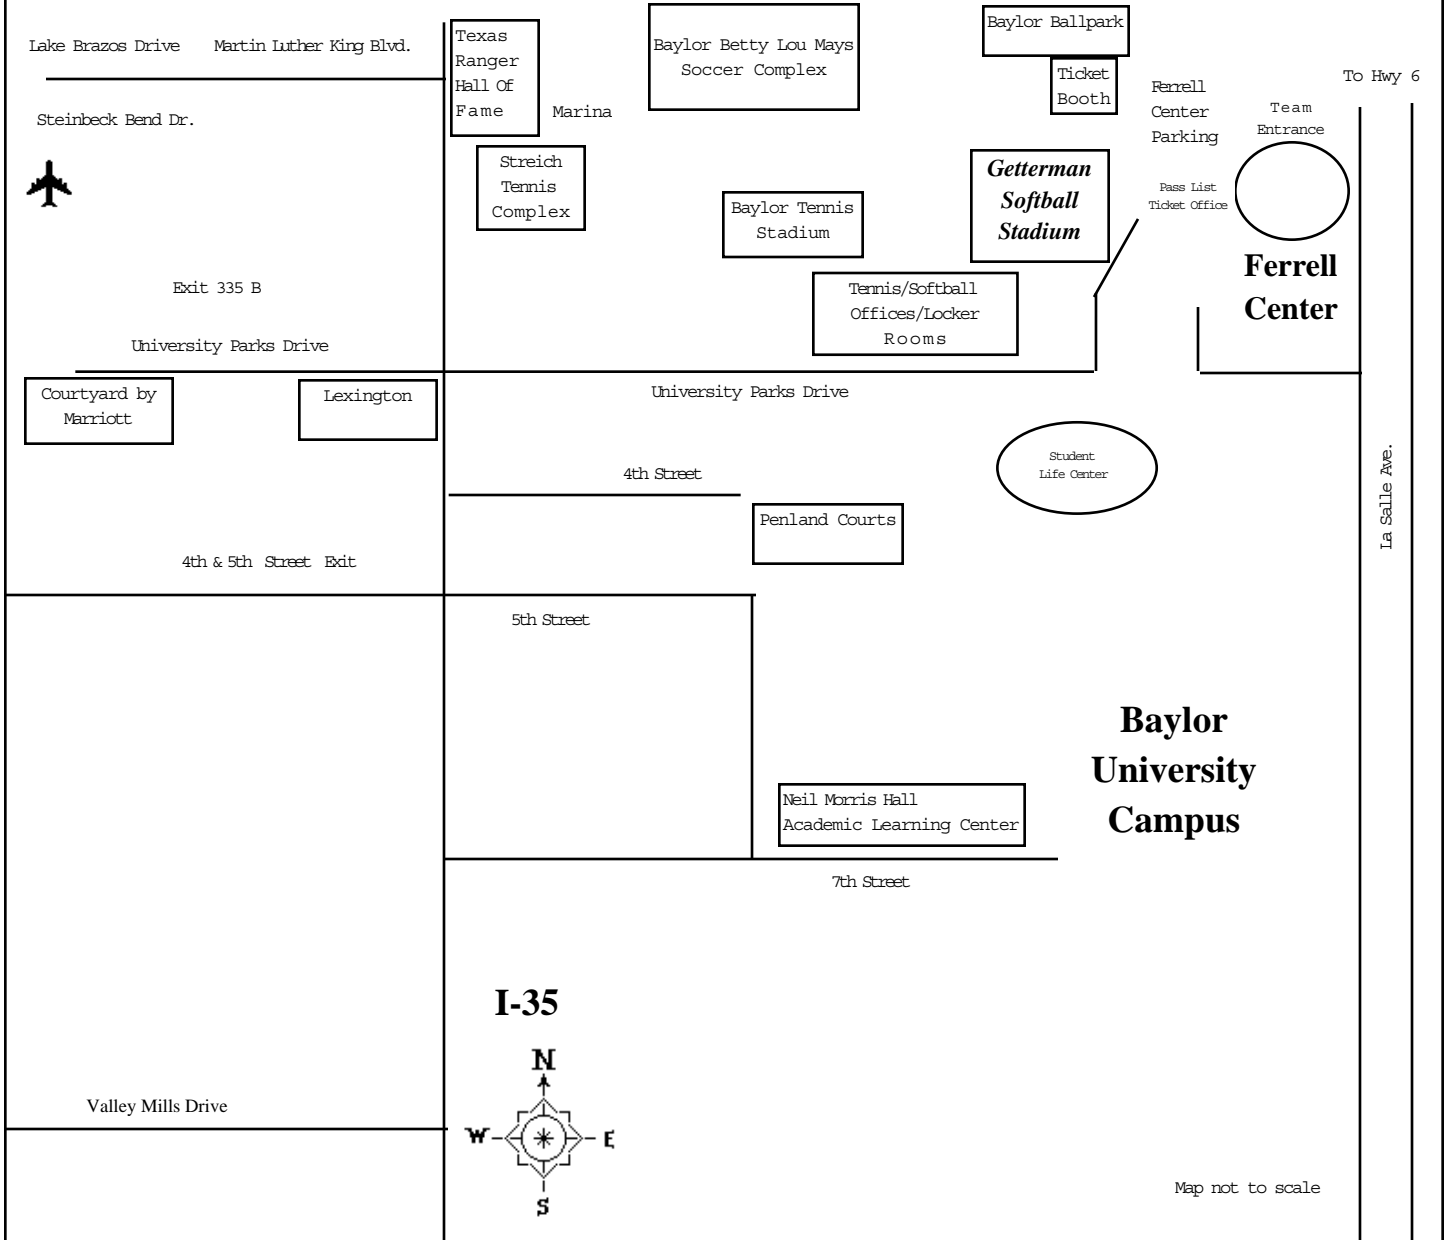 Lake Brazos Drive
Martin Luther King Blvd.
Texas
Ranger
Hall Of
Fame
Marina
Baylor Betty Lou Mays
Soccer Complex
Baylor Ballpark
Ticket
Booth
Ferrell
Center
Parking
Team
Entrance
To Hwy 6
Steinbeck Bend Dr.
Streich
Tennis
Complex
Baylor Tennis
Stadium
Getterman
Softball
Stadium
Pass List
Ticket Office
Ferrell
Center
Exit 335 B
Tennis/Softball
Offices/Locker
Rooms
University Parks Drive
Courtyard by
Marriott
Lexington
University Parks Drive
Student
Life Center
La Salle Ave.
4th Street
Penland Courts
4th & 5th Street Exit
5th Street
Baylor
University
Campus
Neil Morris Hall
Academic Learning Center
7th Street
I-35
N
W
E
S
Valley Mills Drive
Map not to scale